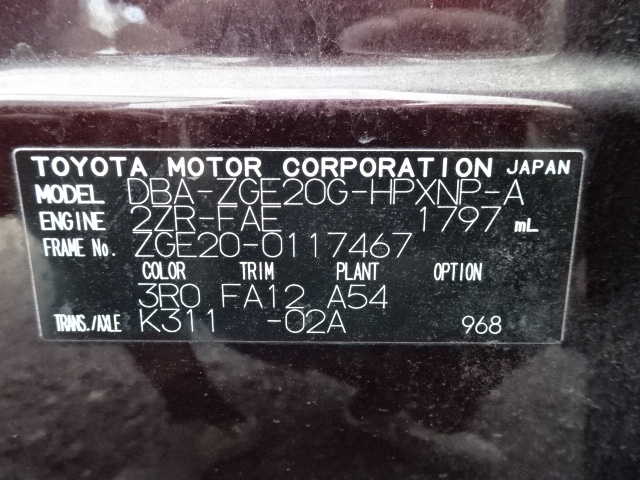 TOYOTA MOTOR CORPORATION JAPAN
MODEL DBA-ZGE20G-HPXNP-A
ENGINE 2ZR-FAE 1797 mL
FRAME No. ZGE20-0117467
COLOR TRIM PLANT OPTION
3R0 FA12 A54
TRANS./AXLE K311 -02A 968